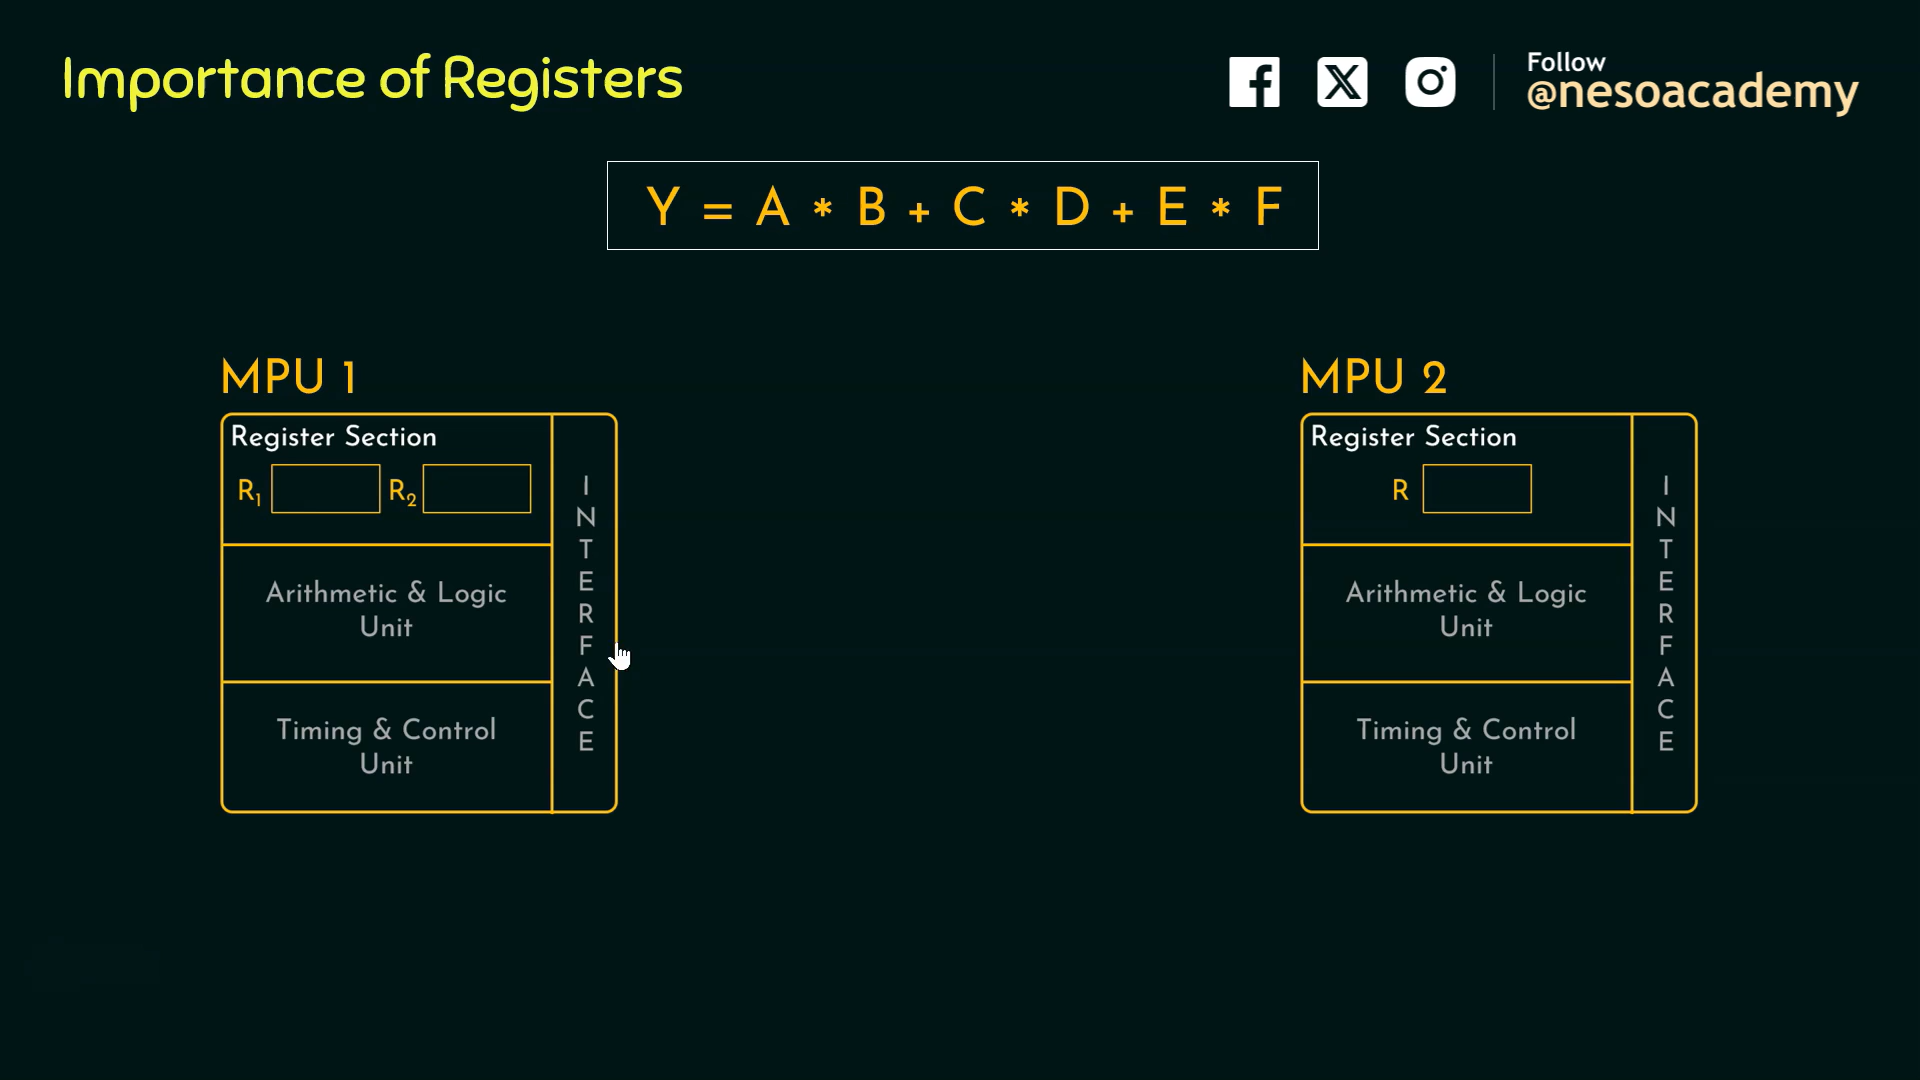 Importance of Registers
Follow
@nesoacademy
Y = A * B + C * D + E * F
MPU 1
Register Section
R1 R2
Arithmetic & Logic
Unit
Timing & Control
Unit
INTERFACE
MPU 2
Register Section
R
Arithmetic & Logic
Unit
Timing & Control
Unit
INTERFACE